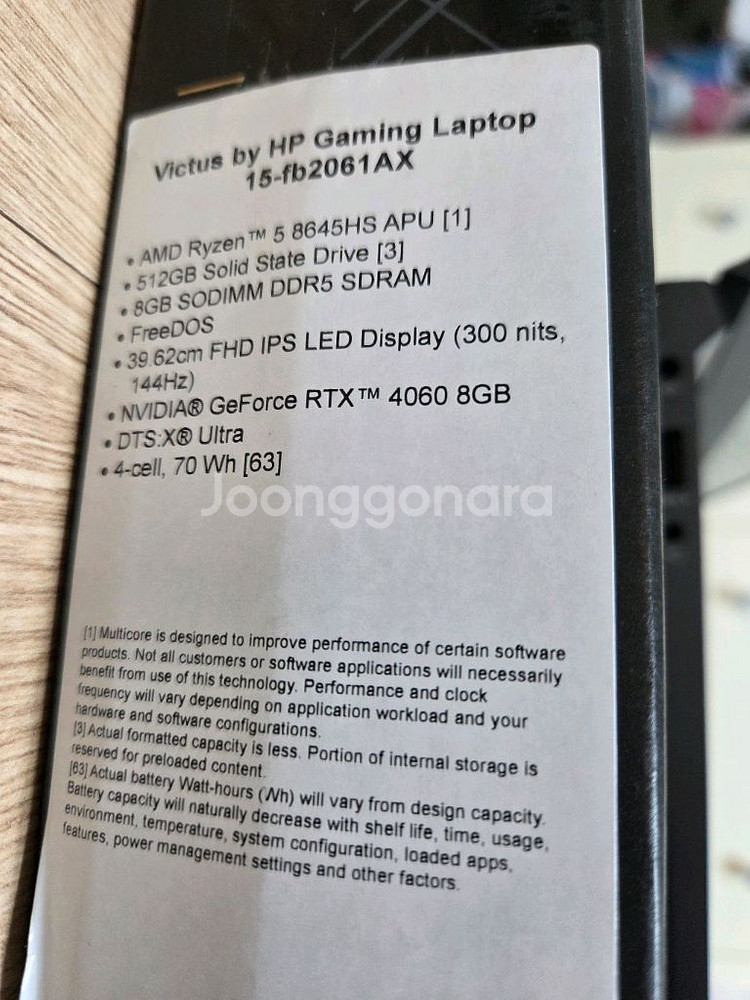 Victus by HP Gaming Laptop
15-fb2061AX
• AMD Ryzen™ 5 8645HS APU [1]
• 512GB Solid State Drive [3]
• 8GB SODIMM DDR5 SDRAM
• FreeDOS
• 39.62cm FHD IPS LED Display (300 nits,
144Hz)
• NVIDIA® GeForce RTX™ 4060 8GB
• DTS:X® Ultra
• 4-cell, 70 Wh [63]
Joonggonara
[1] Multicore is designed to improve performance of certain software
products. Not all customers or software applications will necessarily
benefit from use of this technology. Performance and clock
frequency will vary depending on application workload and your
hardware and software configurations.
[3] Actual formatted capacity is less. Portion of internal storage is
reserved for preloaded content.
[63] Actual battery Watt-hours (Wh) will vary from design capacity.
Battery capacity will naturally decrease with shelf life, time, usage,
environment, temperature, system configuration, loaded apps,
features, power management settings and other factors.